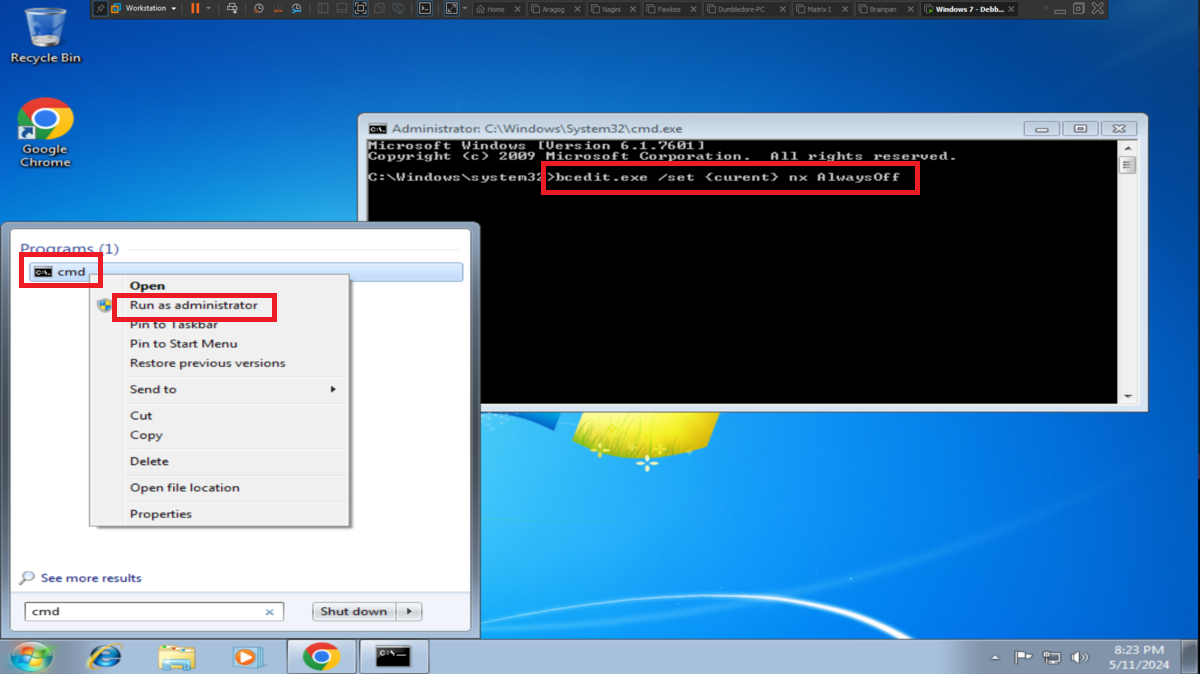 Workstation
Home
Aragog
Nagini
Fawkes
Dumbledore-PC
Matrix I
Brainpan
Windows 7 - Debb...
Recycle Bin
Google
Chrome
Administrator: C:\Windows\System32\cmd.exe
Microsoft Windows [Version 6.1.7601]
Copyright (c) 2009 Microsoft Corporation.  All rights reserved.
C:\Windows\system32>bcedit.exe /set {curent} nx AlwaysOff
Programs (1)
cmd
Open
Run as administrator
Pin to Taskbar
Pin to Start Menu
Restore previous versions
Send to
Cut
Copy
Delete
Open file location
Properties
See more results
cmd
Shut down
8:23 PM
5/11/2024